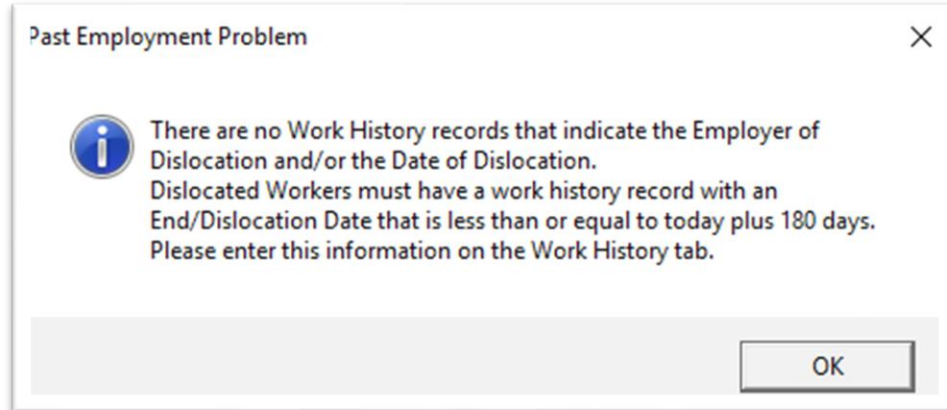 Past Employment Problem
There are no Work History records that indicate the Employer of
Dislocation and/or the Date of Dislocation.
Dislocated Workers must have a work history record with an
End/Dislocation Date that is less than or equal to today plus 180 days.
Please enter this information on the Work History tab.
OK